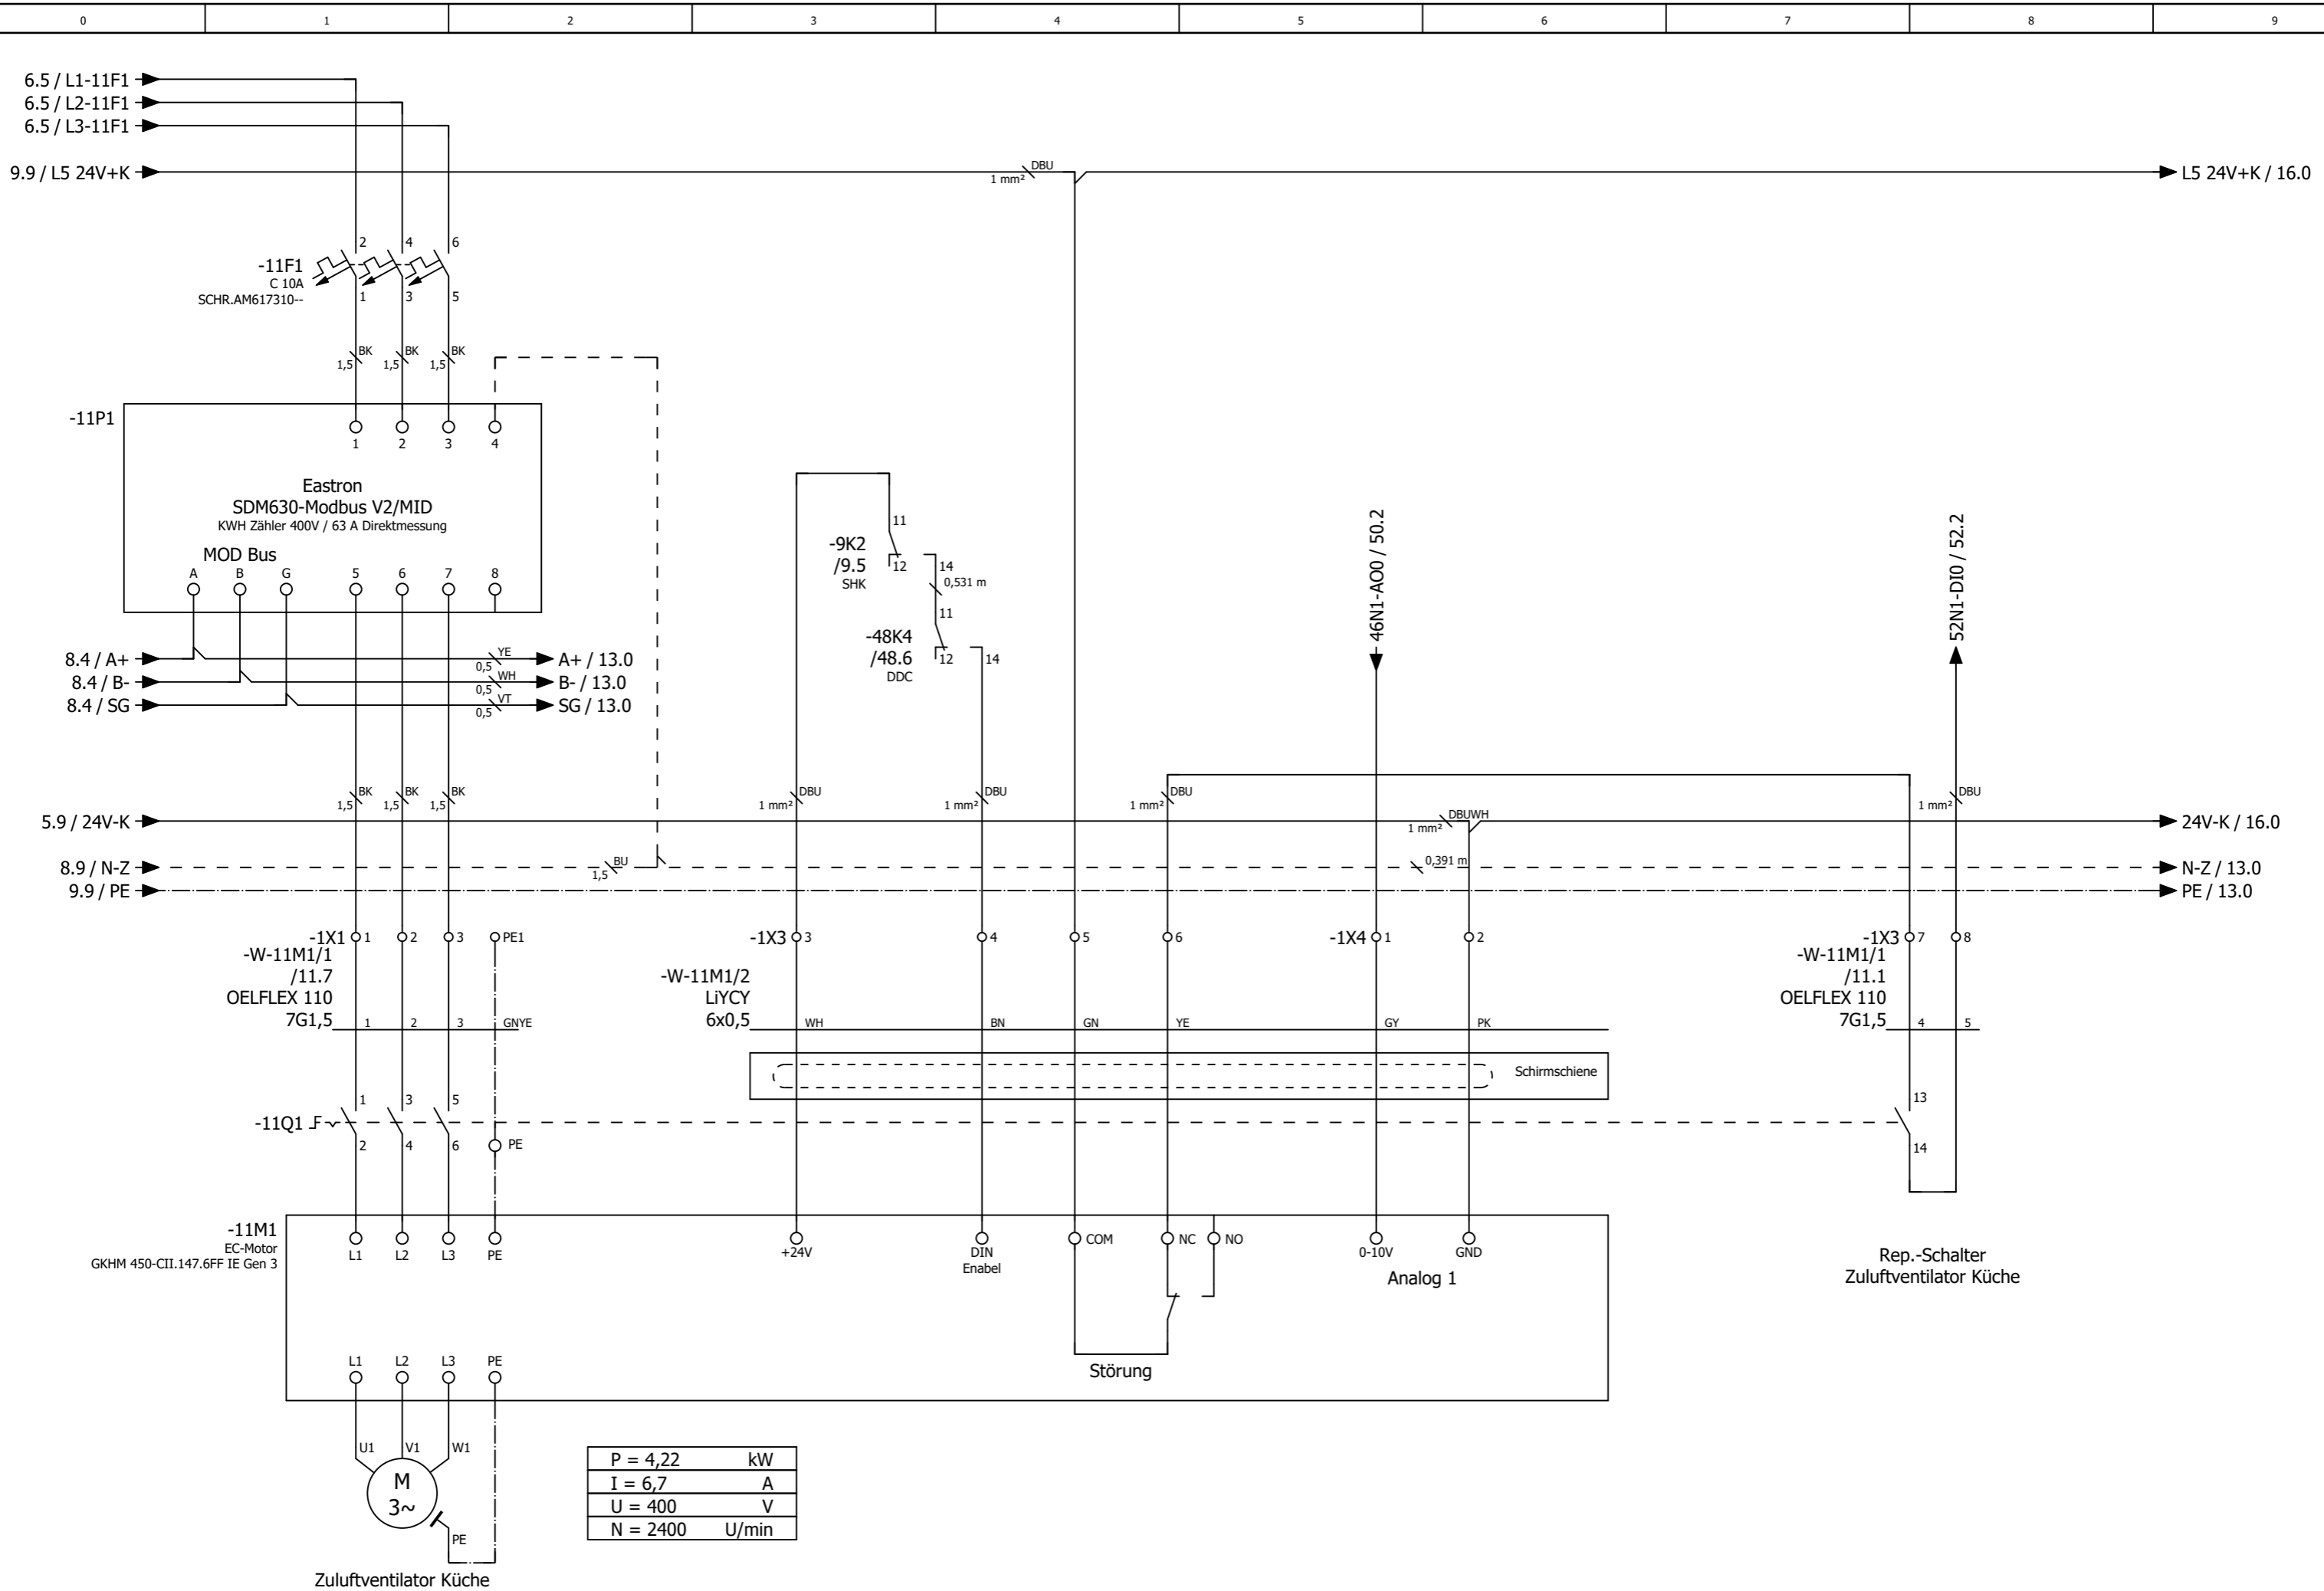 0 1 2 3 4 5 6 7 8 9
6.5 / L1-11F1
6.5 / L2-11F1
6.5 / L3-11F1
9.9 / L5 24V+K
DBU
1 mm²
L5 24V+K / 16.0
2 4 6
-11F1
C 10A
SCHR.AM617310--
1 3 5
BK BK BK
1,5 1,5 1,5
-11P1
1 2 3 4
Eastron
SDM630-Modbus V2/MID
KWH Zähler 400V / 63 A Direktmessung
MOD Bus
A B G 5 6 7 8
11
-9K2
/9.5
SHK
12 14
0,531 m
11
-48K4
/48.6
DDC
12 14
46N1-AO0 / 50.2
52N1-DI0 / 52.2
8.4 / A+
YE
0,5
A+ / 13.0
8.4 / B-
WH
0,5
B- / 13.0
8.4 / SG
VT
0,5
SG / 13.0
BK BK BK DBU DBU DBU DBU
1,5 1,5 1,5 1 mm² 1 mm² 1 mm² 1 mm²
5.9 / 24V-K
DBUWH
1 mm²
24V-K / 16.0
8.9 / N-Z
BU
1,5
0,391 m
N-Z / 13.0
9.9 / PE
PE / 13.0
-1X1 1 2 3 PE1
-1X3 3 4 5 6
-1X4 1 2
-1X3 7 8
-W-11M1/1
/11.7
OELFLEX 110
7G1,5
1 2 3 GNYE
-W-11M1/2
LiYCY
6x0,5
WH BN GN YE GY PK
-W-11M1/1
/11.1
OELFLEX 110
7G1,5
4 5
Schirmschiene
1 3 5
-11Q1
2 4 6 PE
13
14
-11M1
EC-Motor
GKHM 450-CII.147.6FF IE Gen 3
L1 L2 L3 PE
+24V
DIN
Enabel
COM NC NO
0-10V GND
Analog 1
Rep.-Schalter
Zuluftventilator Küche
Störung
L1 L2 L3 PE
U1 V1 W1
M
3~
PE
P = 4,22 kW
I = 6,7 A
U = 400 V
N = 2400 U/min
Zuluftventilator Küche